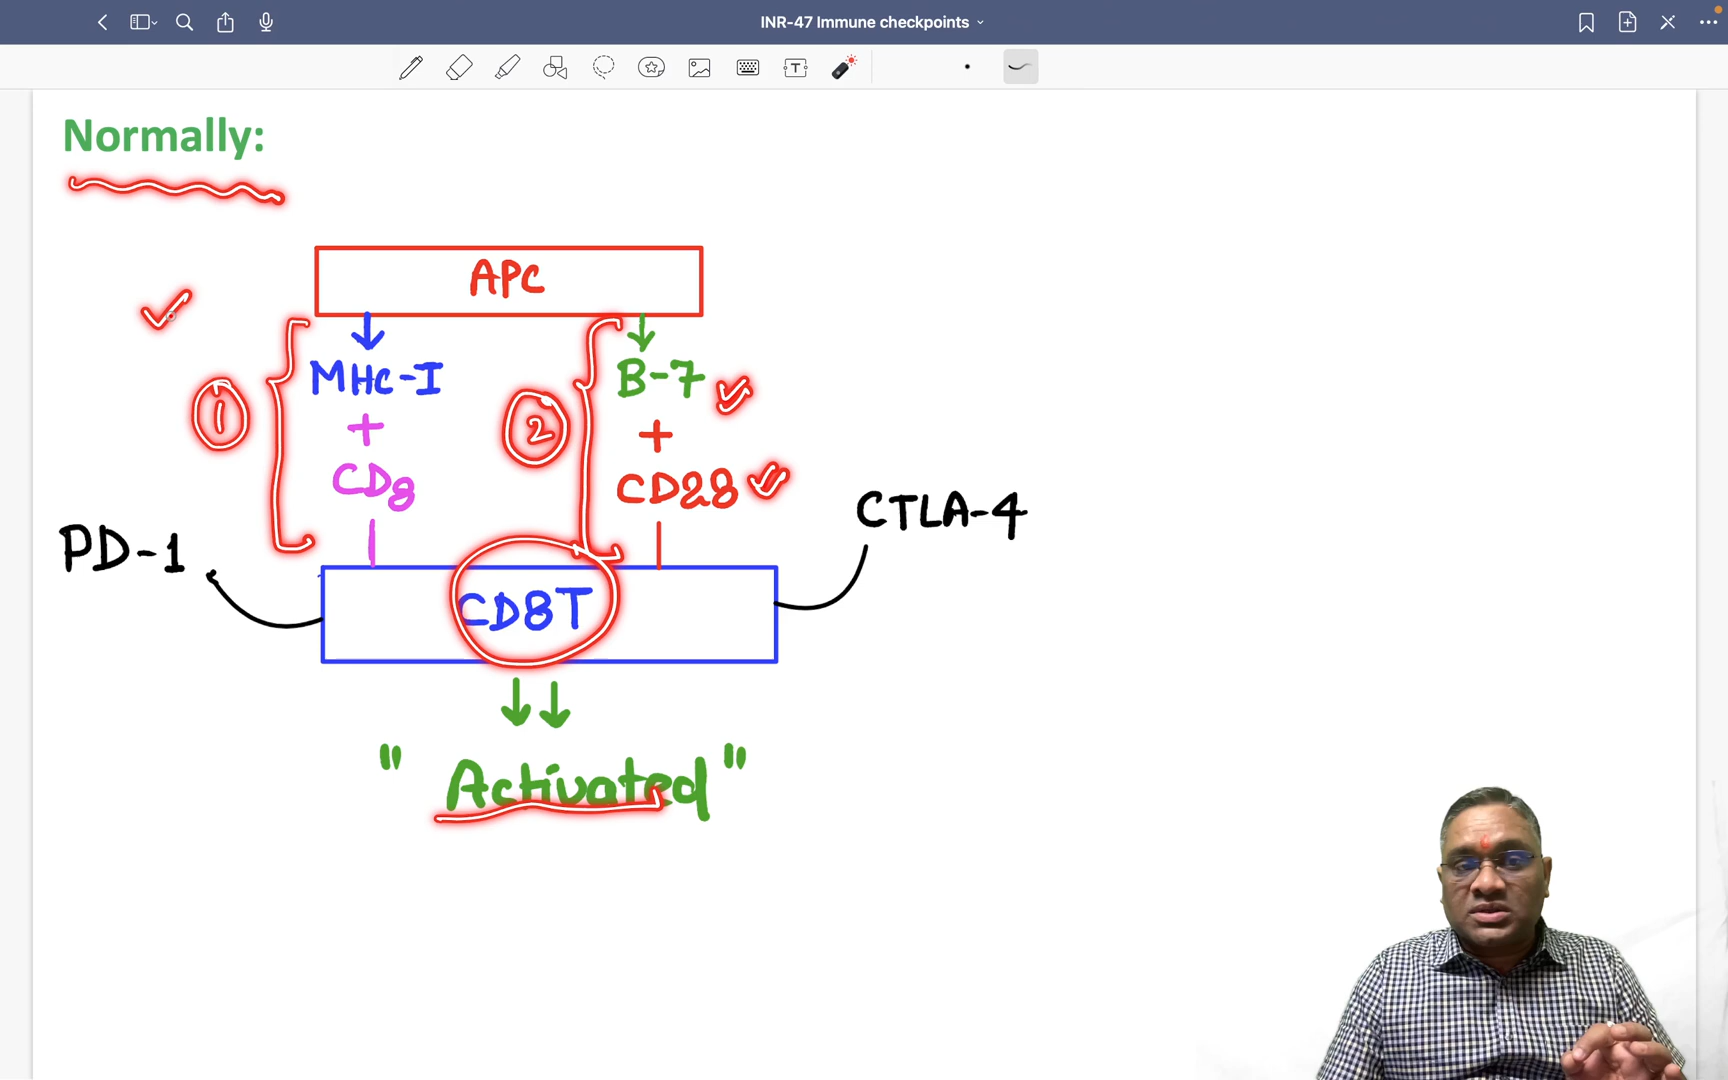 INR-47 Immune checkpoints
T
Normally:
APC
MHC-I
B-7
1
+
2
+
CD8
CD28
PD-1
CTLA-4
CD8T
" Activated "